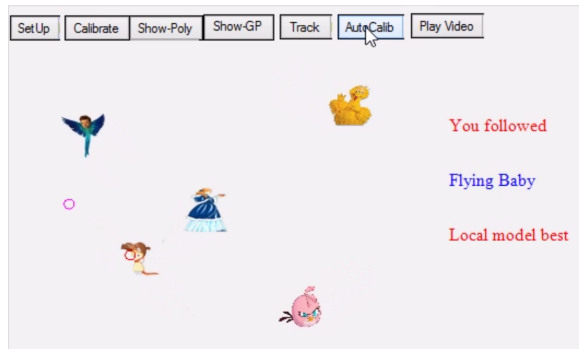 SetUp Calibrate Show-Poly Show-GP Track AutoCalib Play Video
You followed
Flying Baby
Local model best